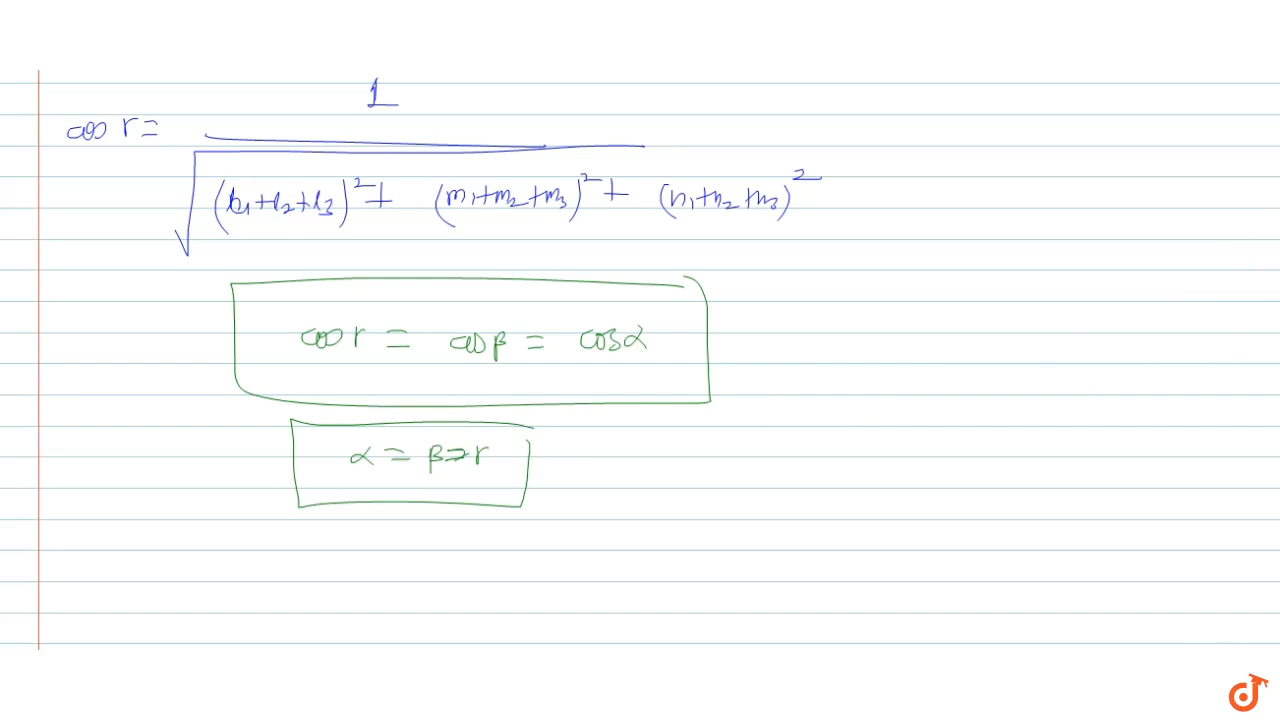 cos r = 1 / √((l1+l2+l3)²+ (m1+m2+m3)²+ (n1+n2+n3)²)
cos r = cos β = cos α
α = β = r